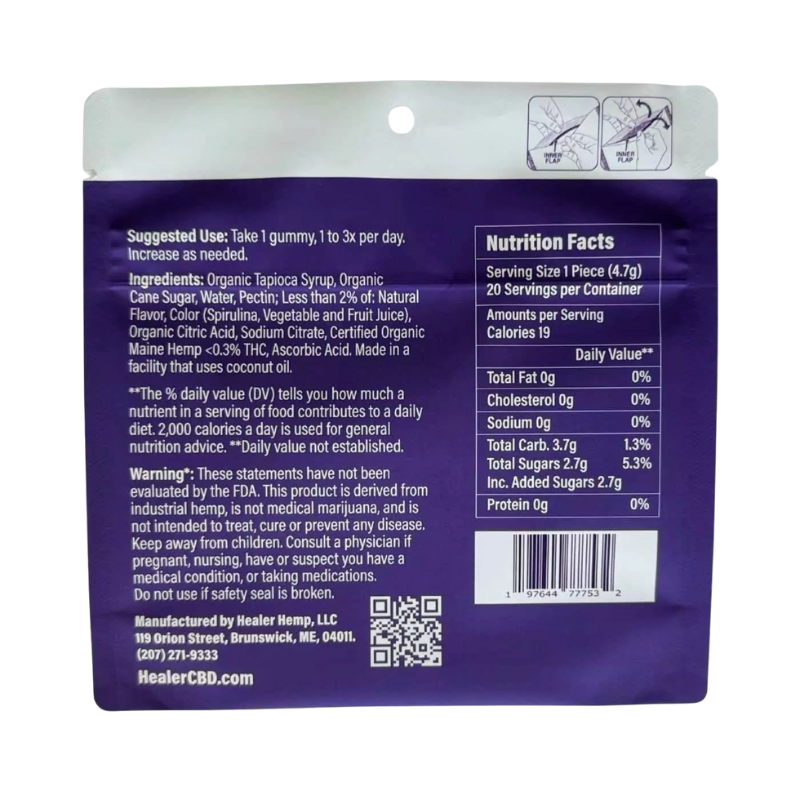 INNER
FLAP
INNER
FLAP
Suggested Use: Take 1 gummy, 1 to 3x per day.
Increase as needed.
Ingredients: Organic Tapioca Syrup, Organic
Cane Sugar, Water, Pectin; Less than 2% of: Natural
Flavor, Color (Spirulina, Vegetable and Fruit Juice),
Organic Citric Acid, Sodium Citrate, Certified Organic
Maine Hemp <0.3% THC, Ascorbic Acid. Made in a
facility that uses coconut oil.
**The % daily value (DV) tells you how much a
nutrient in a serving of food contributes to a daily
diet. 2,000 calories a day is used for general
nutrition advice. **Daily value not established.
Warning*: These statements have not been
evaluated by the FDA. This product is derived from
industrial hemp, is not medical marijuana, and is
not intended to treat, cure or prevent any disease.
Keep away from children. Consult a physician if
pregnant, nursing, have or suspect you have a
medical condition, or taking medications.
Do not use if safety seal is broken.
Manufactured by Healer Hemp, LLC
119 Orion Street, Brunswick, ME, 04011.
(207) 271-9333
HealerCBD.com
Nutrition Facts
Serving Size 1 Piece (4.7g)
20 Servings per Container
Amounts per Serving
Calories 19
Daily Value**
Total Fat 0g 0%
Cholesterol 0g 0%
Sodium 0g 0%
Total Carb. 3.7g 1.3%
Total Sugars 2.7g 5.3%
Inc. Added Sugars 2.7g
Protein 0g 0%
1 97644 77753 2